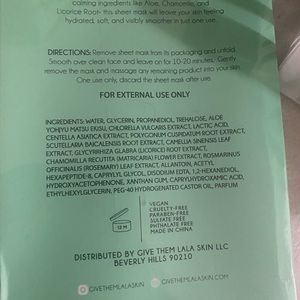 calming ingredients like Aloe, Chamomile, and
Licorice Root- this sheet mask will leave your skin feeling
hydrated, soft, and visibly smoother in just one use.
DIRECTIONS: Remove sheet mask from its packaging and unfold.
Smooth over clean face and leave on for 10-20 minutes. Gently
remove the mask and massage any remaining product into your skin.
One use only, discard the sheet mask after use.
FOR EXTERNAL USE ONLY
INGREDIENTS: WATER, GLYCERIN, PROPANEDIOL, TREHALOSE, ALOE
YOHJYU MATSU EKISU, CHLORELLA VULGARIS EXTRACT, LACTIC ACID,
CENTELLA ASIATICA EXTRACT, POLYGONUM CUSPIDATUM ROOT EXTRACT,
SCUTELLARIA BAICALENSIS ROOT EXTRACT, CAMELLIA SINENSIS LEAF
EXTRACT, GLYCYRRHIZA GLABRA (LICORICE) ROOT EXTRACT,
CHAMOMILLA RECUTITA (MATRICARIA) FLOWER EXTRACT, ROSMARINUS
OFFICINALIS (ROSEMARY) LEAF EXTRACT, ALLANTOIN, ACETYL
HEXAPEPTIDE-8, CAPRYLYL GLYCOL, DISODIUM EDTA, 1,2-HEXANEDIOL,
HYDROXYACETOPHENONE, XANTHAN GUM, CAPRYLHYDROXAMIC ACID,
ETHYLHEXYLGLYCERIN, PEG-40 HYDROGENATED CASTOR OIL, PARFUM
12 M
VEGAN
CRUELTY-FREE
PARABEN-FREE
SULFATE FREE
PHTHALATE FREE
MADE IN CHINA
DISTRIBUTED BY GIVE THEM LALA SKIN LLC
BEVERLY HILLS 90210
GIVETHEMLALASKIN.COM
@GIVETHEMLALASKIN